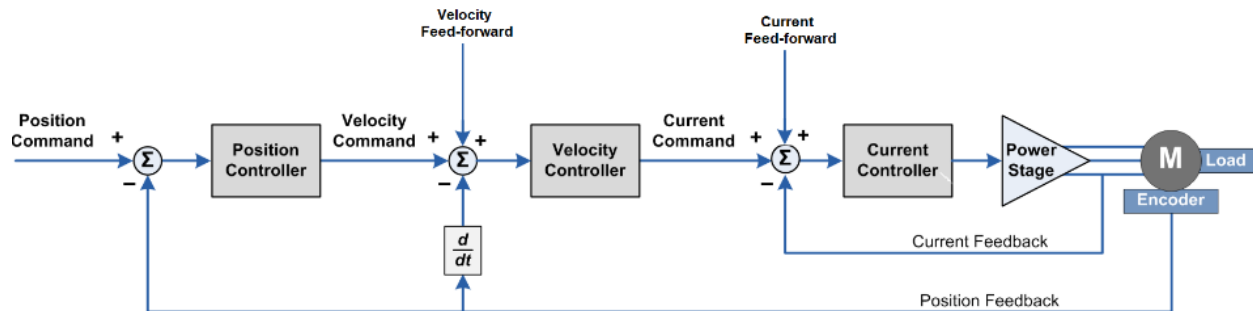 Velocity
Feed-forward
Current
Feed-forward
Position
Command
+
Σ
−
Position
Controller
Velocity
Command
+
+
Σ
−
Velocity
Controller
Current
Command
+
+
Σ
−
Current
Controller
Power
Stage
M
Load
Encoder
d
dt
Current Feedback
Position Feedback